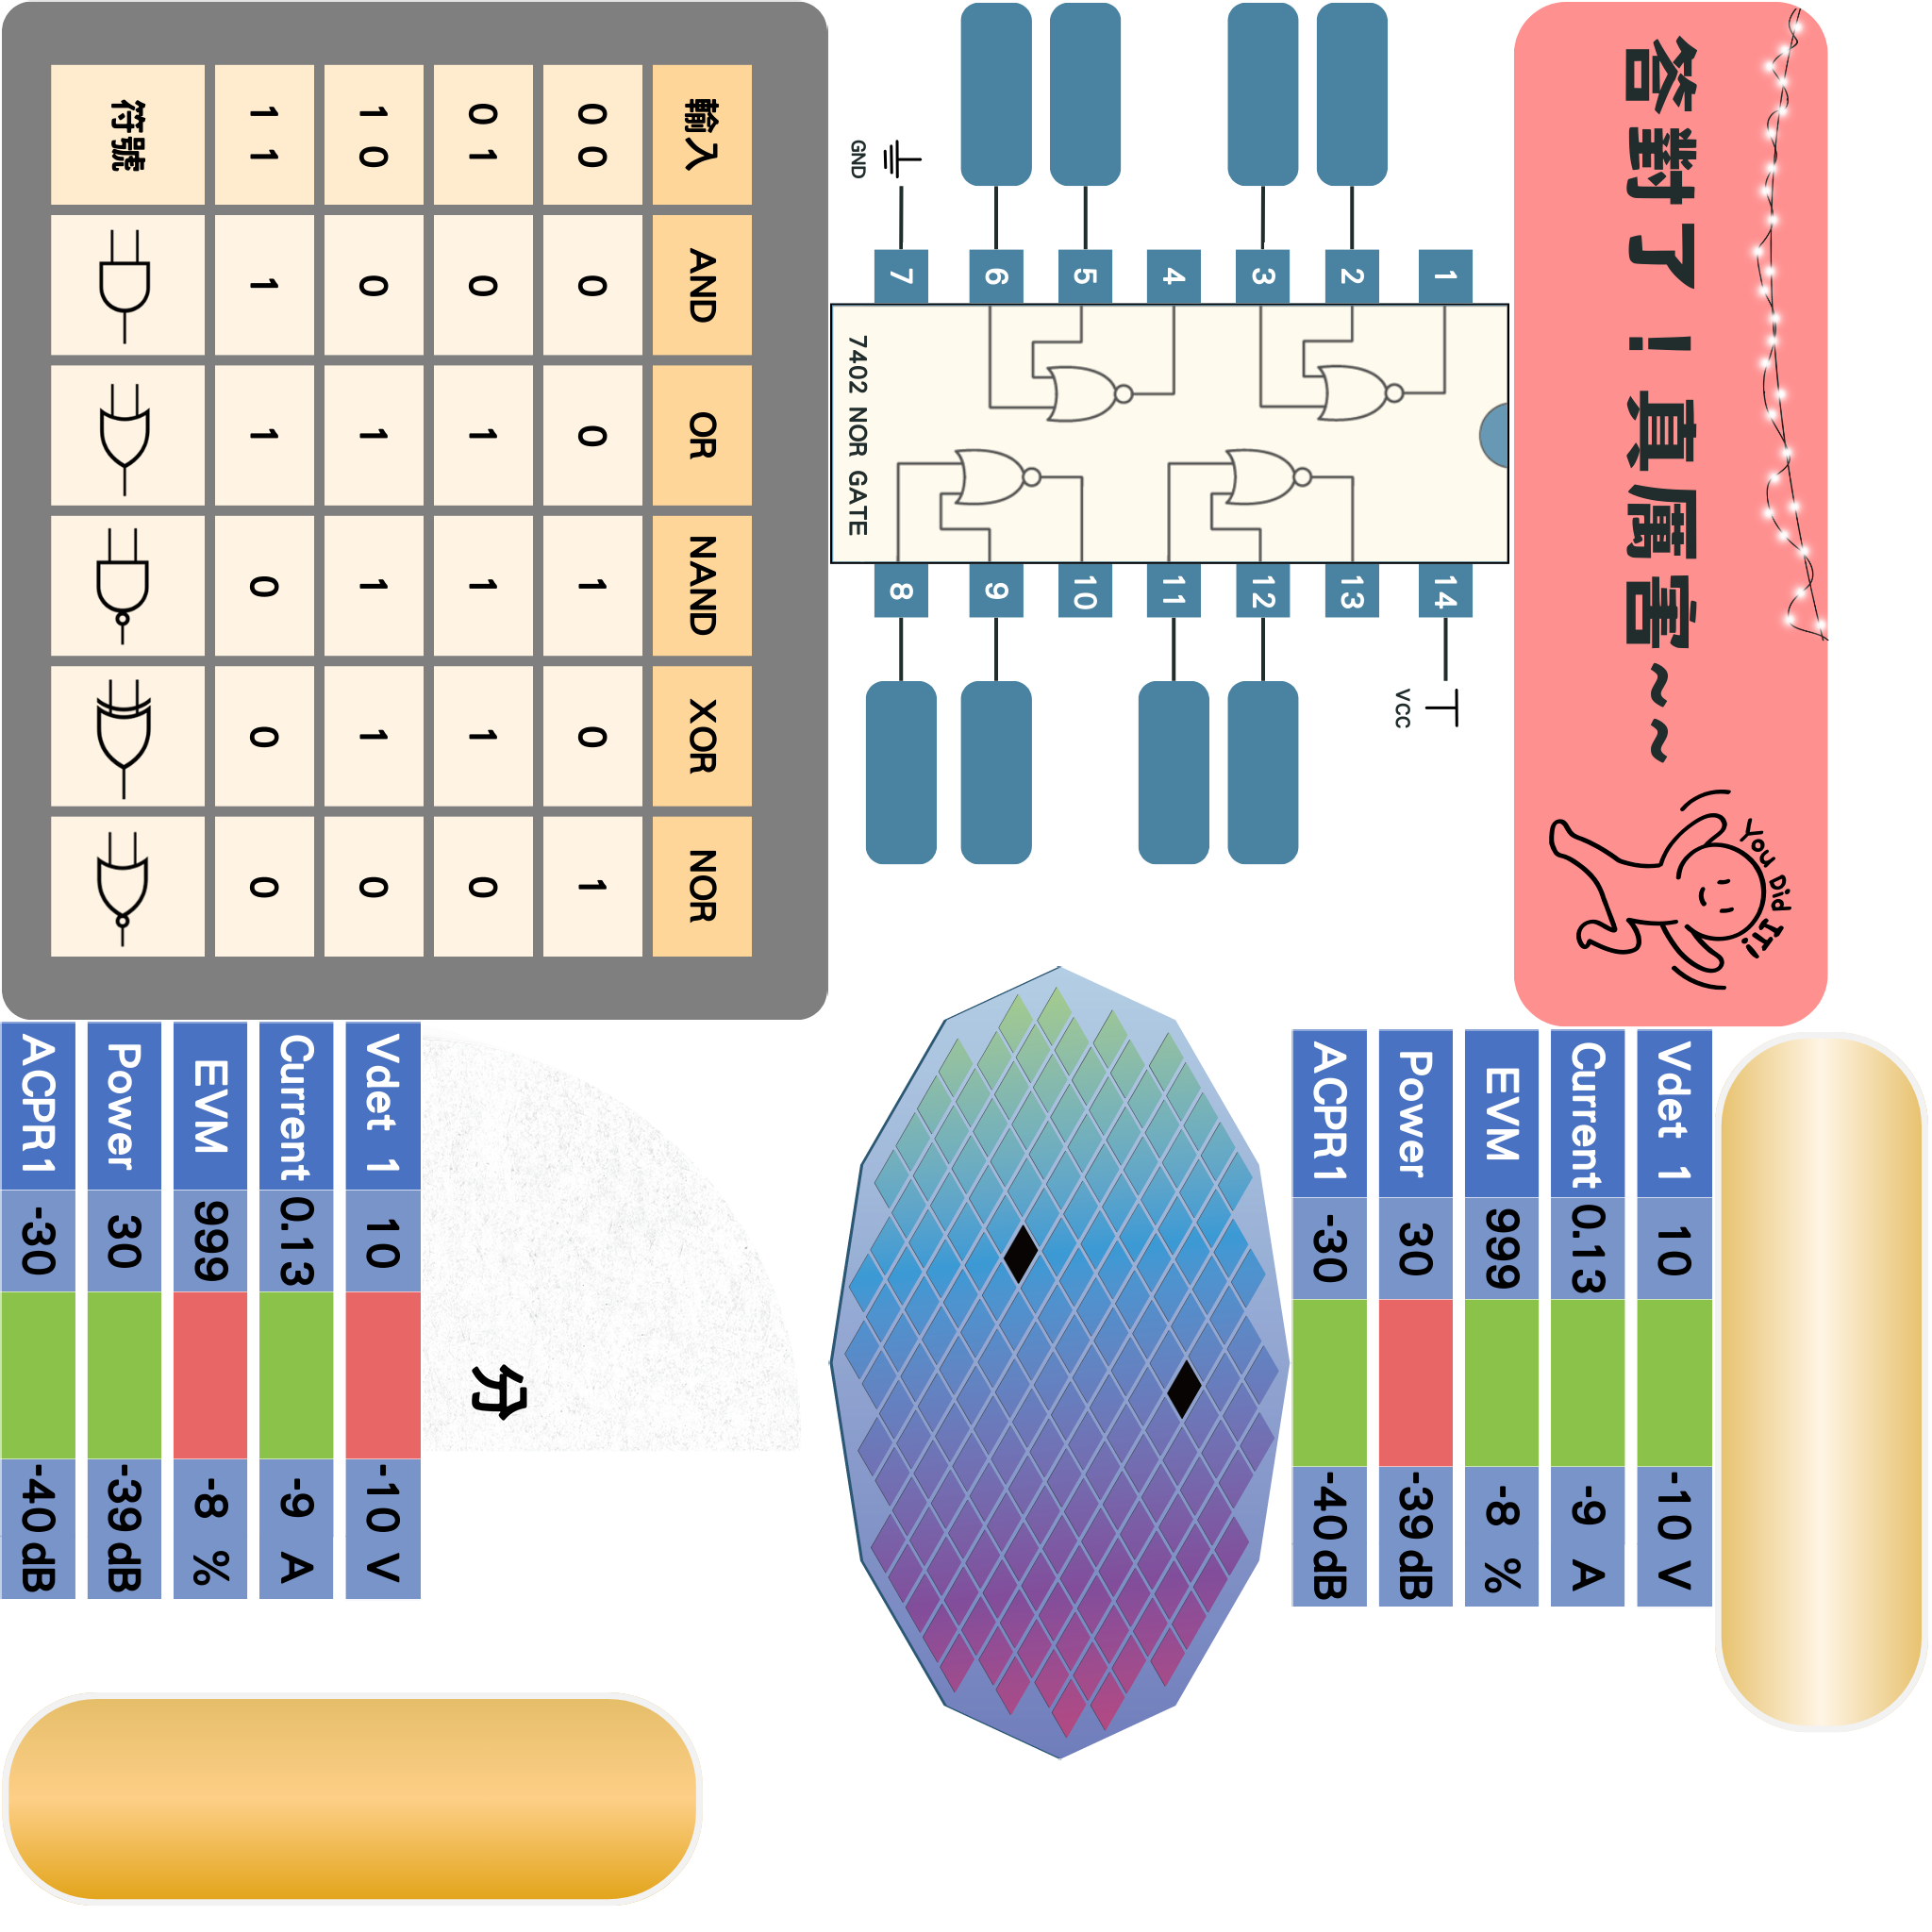 輸入 AND OR NAND XOR NOR
0 0 0 0 1 0 1
0 1 0 1 1 1 0
1 0 0 1 1 1 0
1 1 1 1 0 0 0
符號
1 2 3 4 5 6 7
GND
14 13 12 11 10 9 8
VCC
7402 NOR GATE
答對了！真厲害~~
You Did IT!
Vdet 1 10 -10 V
Current 0.13 -9 A
EVM 999 -8 %
Power 30 -39 dB
ACPR1 -30 -40 dB
分
Vdet 1 10 -10 V
Current 0.13 -9 A
EVM 999 -8 %
Power 30 -39 dB
ACPR1 -30 -40 dB